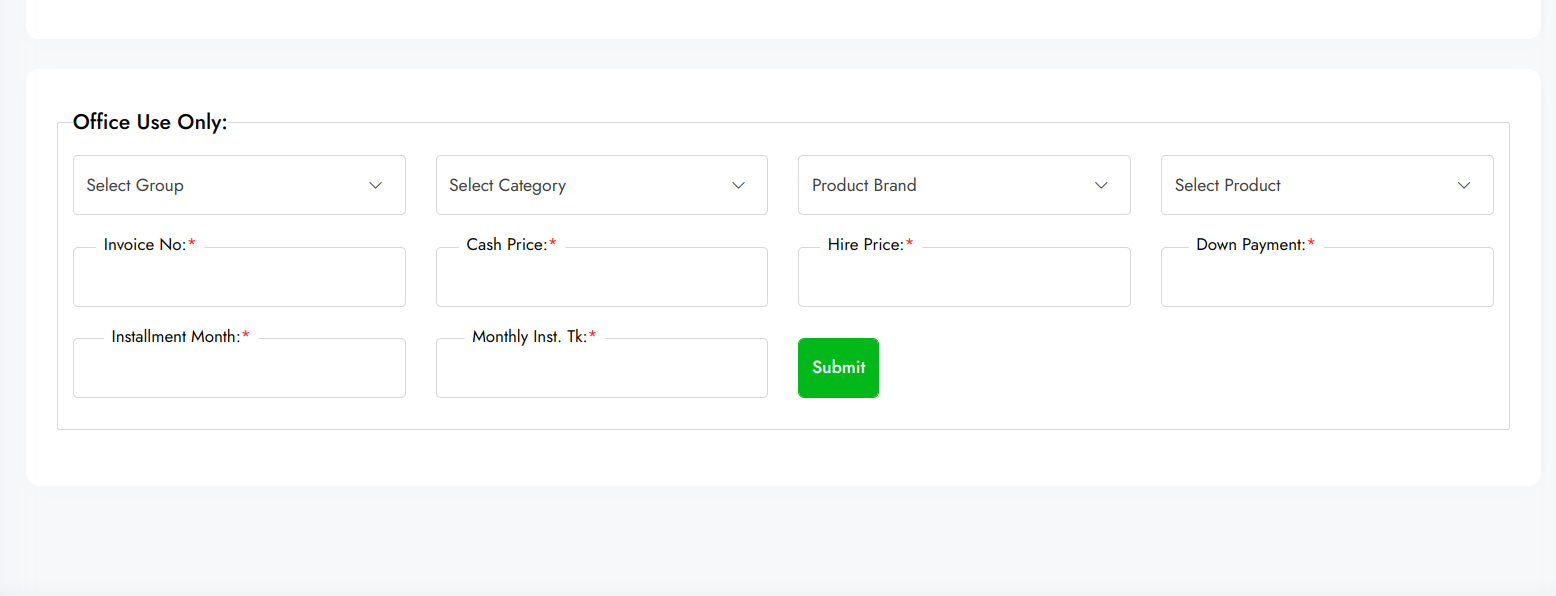 Office Use Only:
Select Group Select Category Product Brand Select Product
Invoice No:* Cash Price:* Hire Price:* Down Payment:*
Installment Month:* Monthly Inst. Tk:*
Submit